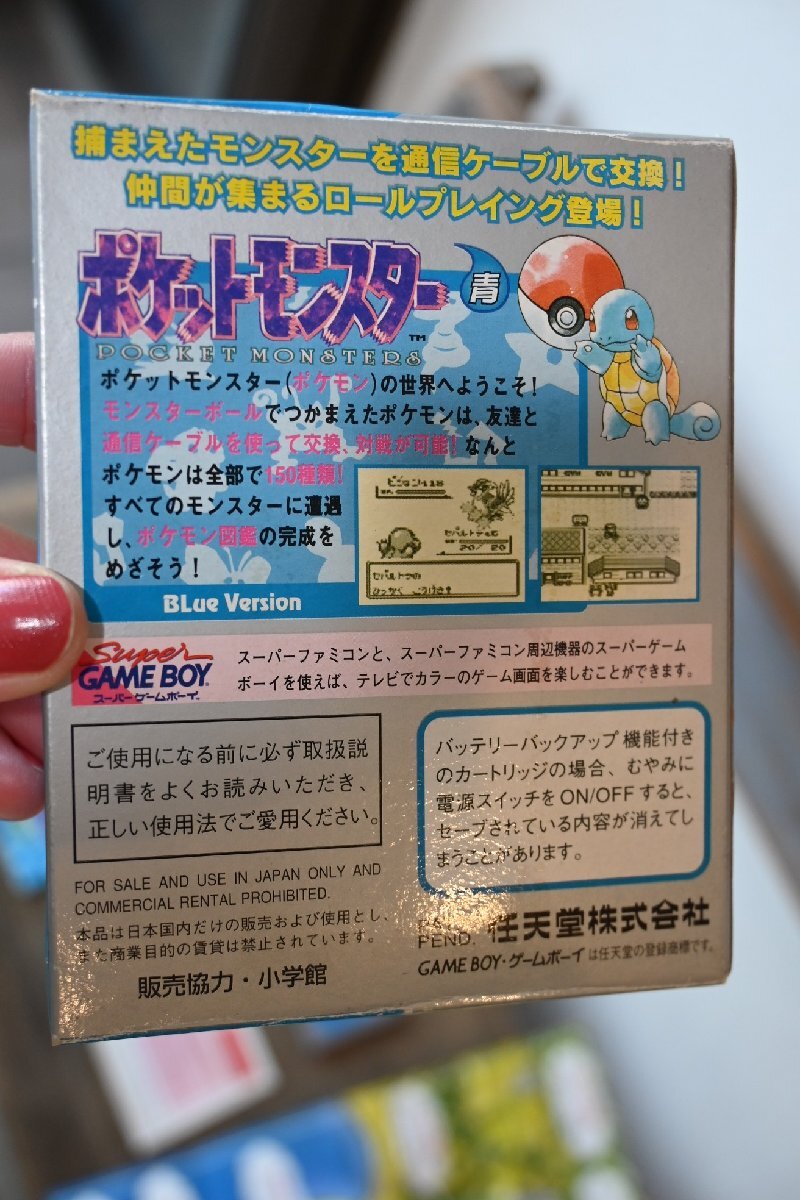 捕まえたモンスターを通信ケーブルで交換！
仲間が集まるロールプレイング登場！
ポケットモンスター 青
TM
POCKET MONSTERS
ポケットモンスター(ポケモン)の世界へようこそ！
モンスターボールでつかまえたポケモンは、友達と
通信ケーブルを使って交換、対戦が可能！なんと
ポケモンは全部で150種類！
すべてのモンスターに遭遇
し、ポケモン図鑑の完成を
めざそう！
BLue Version
20/ 20
Super
GAME BOY
スーパーゲームボーイ
スーパーファミコンと、スーパーファミコン周辺機器のスーパーゲーム
ボーイを使えば、テレビでカラーのゲーム画面を楽しむことができます。
ご使用になる前に必ず取扱説
明書をよくお読みいただき、
正しい使用法でご愛用ください。
バッテリーバックアップ機能付き
のカートリッジの場合、むやみに
電源スイッチをON/OFFすると、
セーブされている内容が消えてし
まうことがあります。
FOR SALE AND USE IN JAPAN ONLY AND
COMMERCIAL RENTAL PROHIBITED.
本品は日本国内だけの販売および使用とし、
また商業目的の賃貸は禁止されています。
販売協力・小学館
PEND. 任天堂株式会社
GAME BOY・ゲームボーイは任天堂の登録商標です。